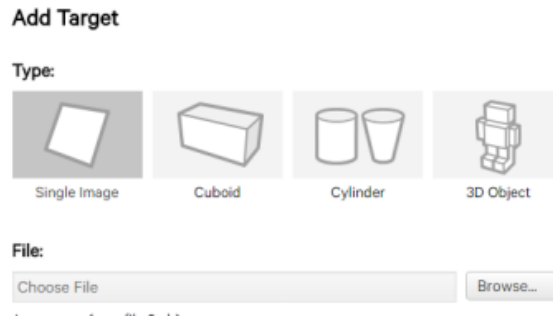 Add Target
Type:
Single Image Cuboid Cylinder 3D Object
File:
Choose File Browse...